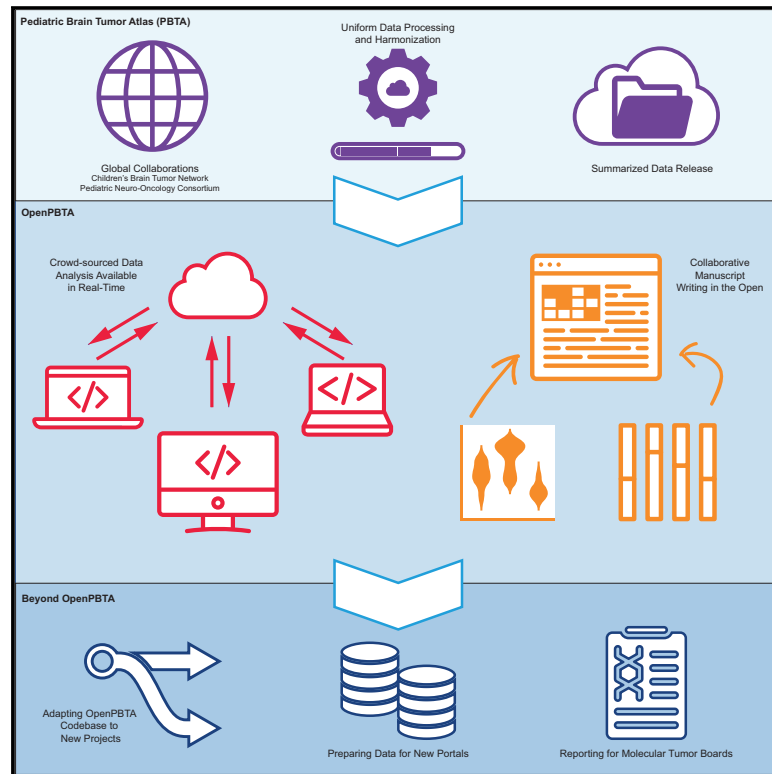 Pediatric Brain Tumor Atlas (PBTA)
Uniform Data Processing
and Harmonization
Global Collaborations
Children's Brain Tumor Network
Pediatric Neuro-Oncology Consortium
Summarized Data Release
OpenPBTA
Crowd-sourced Data
Analysis Available
in Real-Time
Collaborative
Manuscript
Writing in the Open
</>
</>
</>
Beyond OpenPBTA
Adapting OpenPBTA
Codebase to
New Projects
Preparing Data for New Portals
Reporting for Molecular Tumor Boards